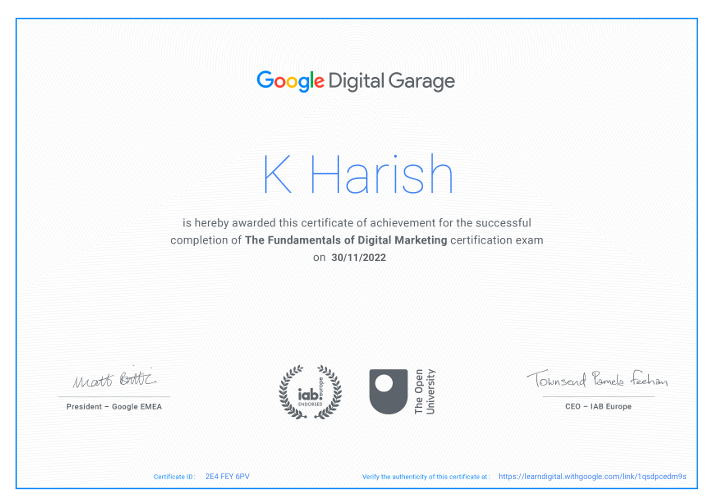 Google Digital Garage
K Harish
is hereby awarded this certificate of achievement for the successful
completion of The Fundamentals of Digital Marketing certification exam
on 30/11/2022
Matt Brittin
Townsend Pamela Feehan
President – Google EMEA
iab.europe
ENDORSED
The Open
University
CEO – IAB Europe
Certificate ID: 2E4 FEY 6PV
Verify the authenticity of this certificate at: https://learndigital.withgoogle.com/link/1qsdpcedm9s